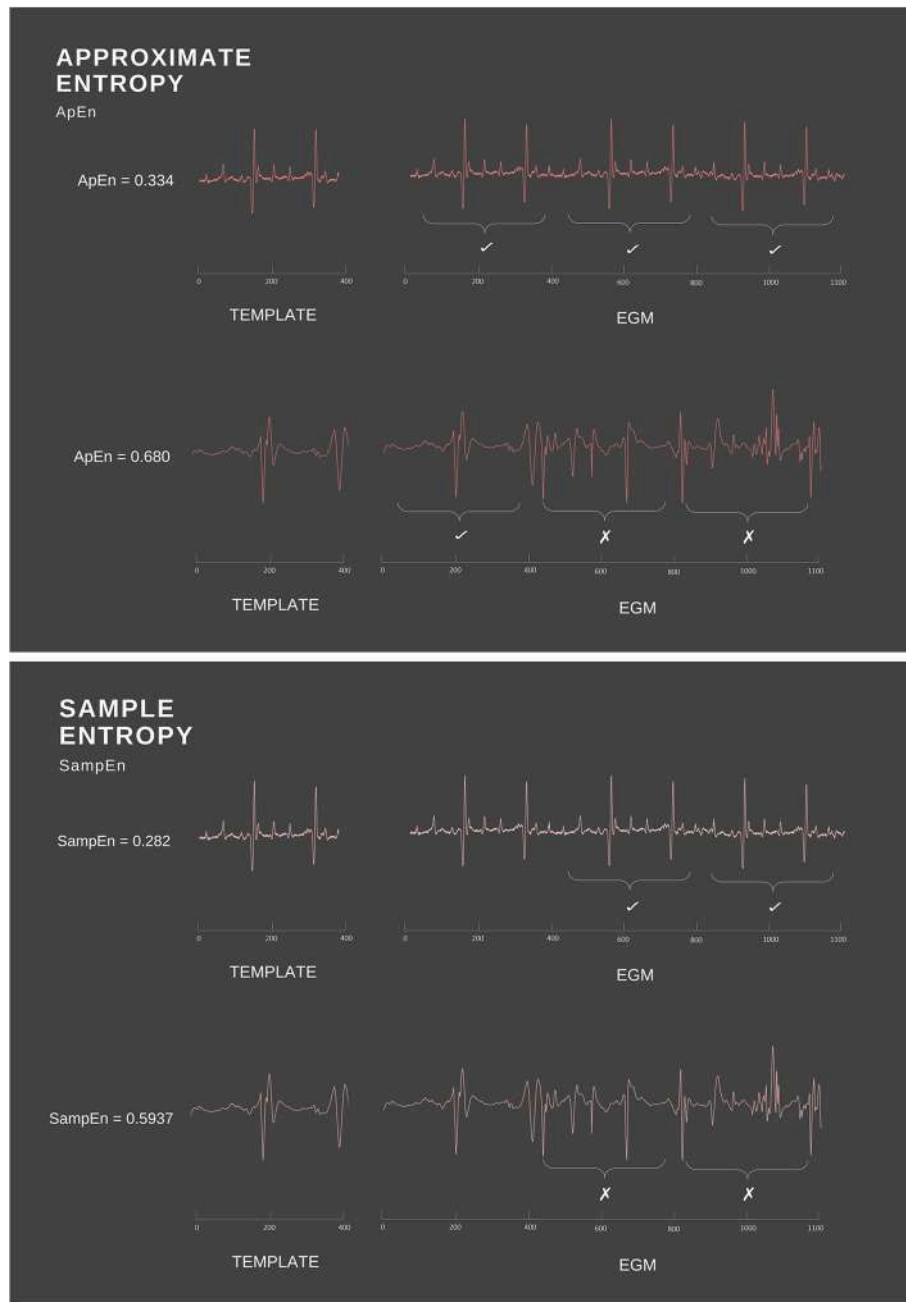 APPROXIMATE
ENTROPY
ApEn
ApEn = 0.334
✓ ✓ ✓
0 200 400 0 200 400 600 800 1000 1100
TEMPLATE EGM
ApEn = 0.680
✓ ✗ ✗
0 200 400 0 200 400 600 800 1000 1100
TEMPLATE EGM
SAMPLE
ENTROPY
SampEn
SampEn = 0.282
✓ ✓
0 200 400 0 200 400 600 800 1000 1100
TEMPLATE EGM
SampEn = 0.5937
✗ ✗
0 200 400 0 200 400 600 800 1000 1100
TEMPLATE EGM